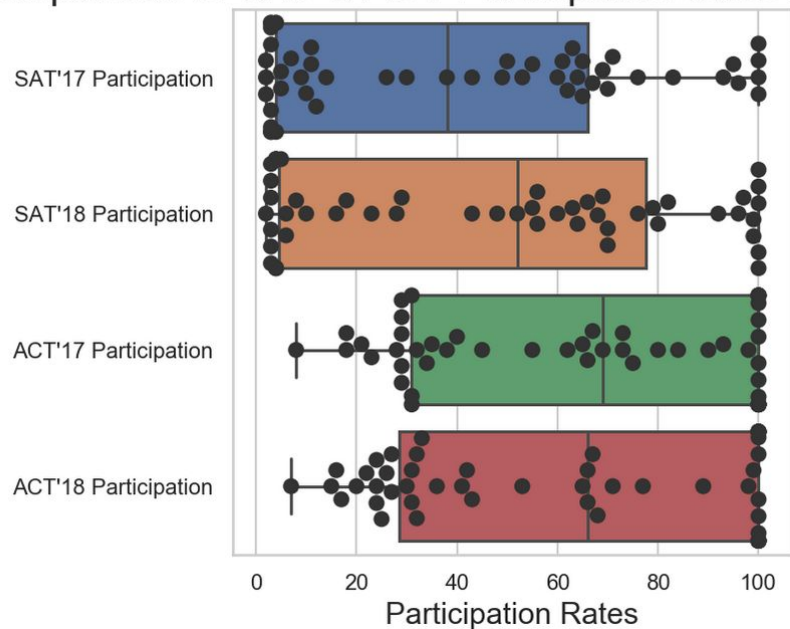 SAT'17 Participation
SAT'18 Participation
ACT'17 Participation
ACT'18 Participation
0 20 40 60 80 100
Participation Rates